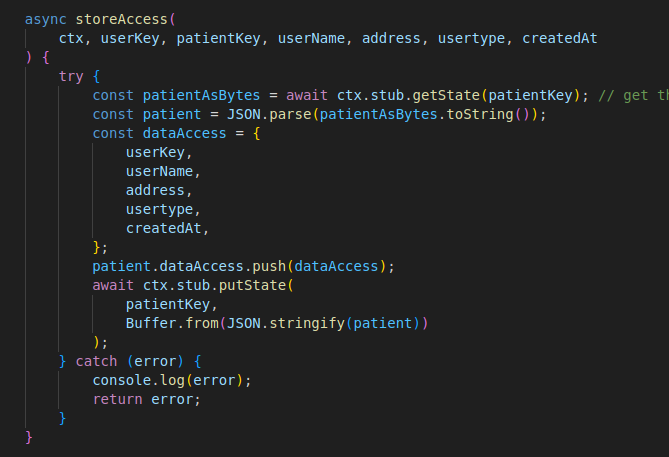 async storeAccess(
ctx, userKey, patientKey, userName, address, usertype, createdAt
) {
try {
const patientAsBytes = await ctx.stub.getState(patientKey); // get
const patient = JSON.parse(patientAsBytes.toString());
const dataAccess = {
userKey,
userName,
address,
usertype,
createdAt,
};
patient.dataAccess.push(dataAccess);
await ctx.stub.putState(
patientKey,
Buffer.from(JSON.stringify(patient))
);
} catch (error) {
console.log(error);
return error;
}
}